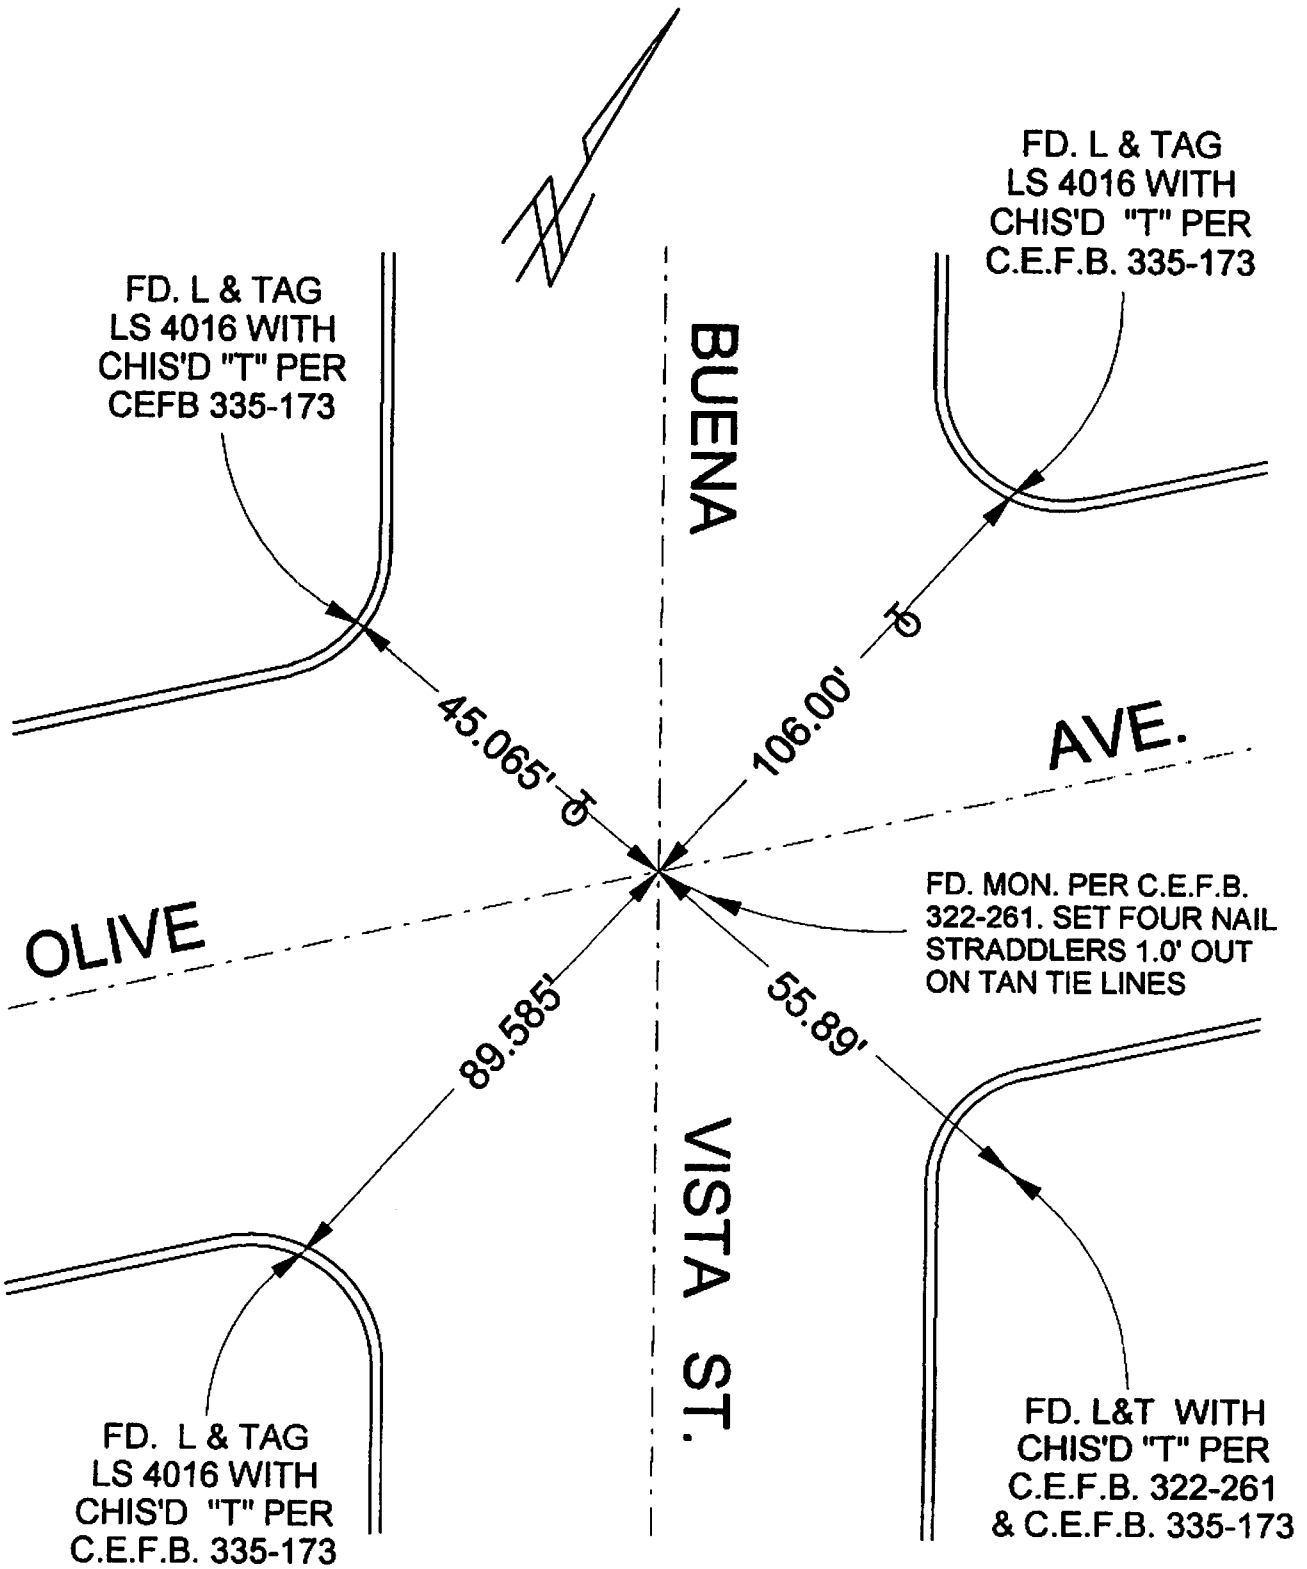 FD. L & TAG
LS 4016 WITH
CHIS'D "T" PER
C.E.F.B. 335-173
FD. L & TAG
LS 4016 WITH
CHIS'D "T" PER
CEFB 335-173
N
BUENA
45.065'
106.00'
AVE.
OLIVE
FD. MON. PER C.E.F.B.
322-261. SET FOUR NAIL
STRADDLERS 1.0' OUT
ON TAN TIE LINES
89.585'
55.89'
VISTA ST.
FD. L & TAG
LS 4016 WITH
CHIS'D "T" PER
C.E.F.B. 335-173
FD. L&T WITH
CHIS'D "T" PER
C.E.F.B. 322-261
& C.E.F.B. 335-173